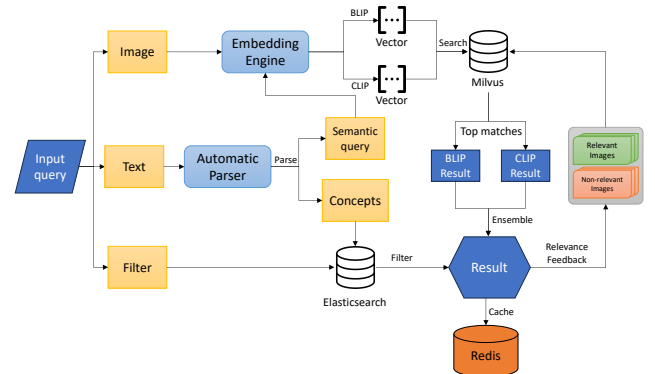 Input
query
Image
Text
Filter
Embedding
Engine
Automatic
Parser
Parse
Semantic
query
Concepts
BLIP
[···]
Vector
CLIP
[···]
Vector
Search
Milvus
Top matches
BLIP
Result
CLIP
Result
Ensemble
Relevant
Images
Non-relevant
Images
Elasticsearch
Filter
Result
Relevance
Feedback
Cache
Redis